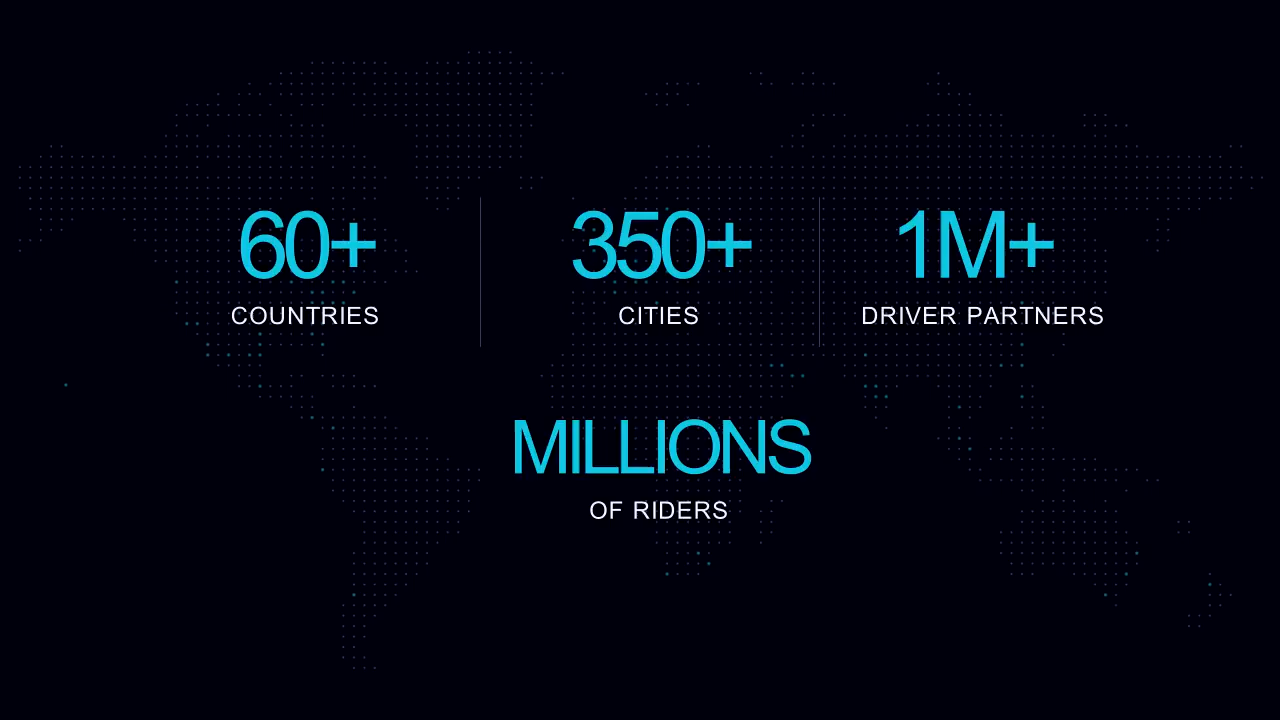 60+
350+
1M+
COUNTRIES
CITIES
DRIVER PARTNERS
MILLIONS
OF RIDERS